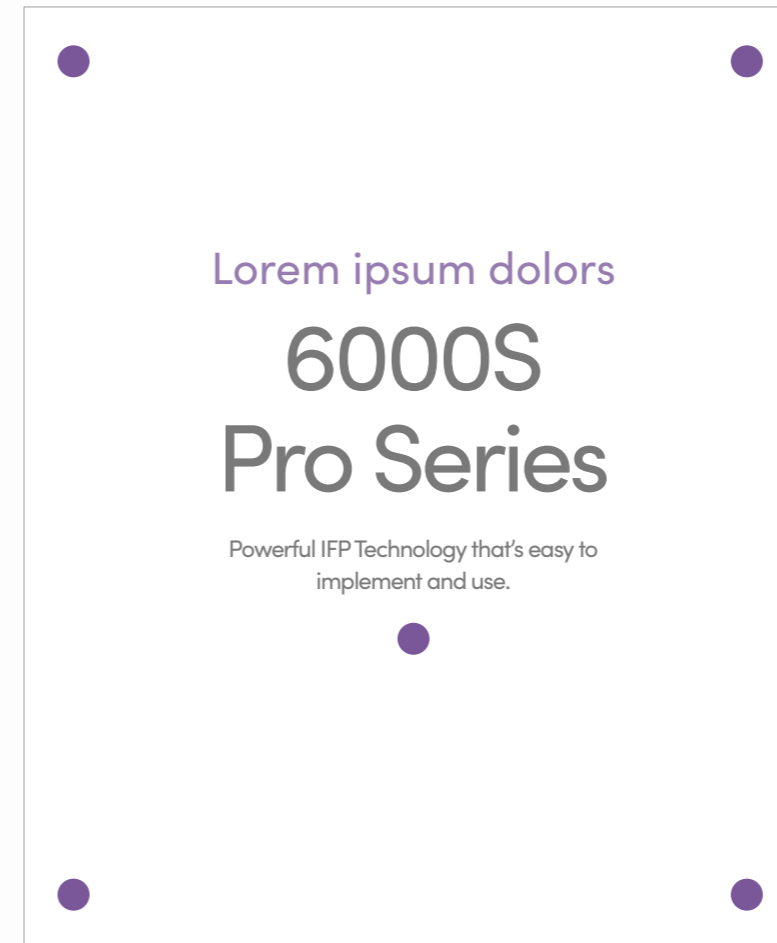 Lorem ipsum dolors
6000S
Pro Series
Powerful IFP Technology that's easy to
implement and use.